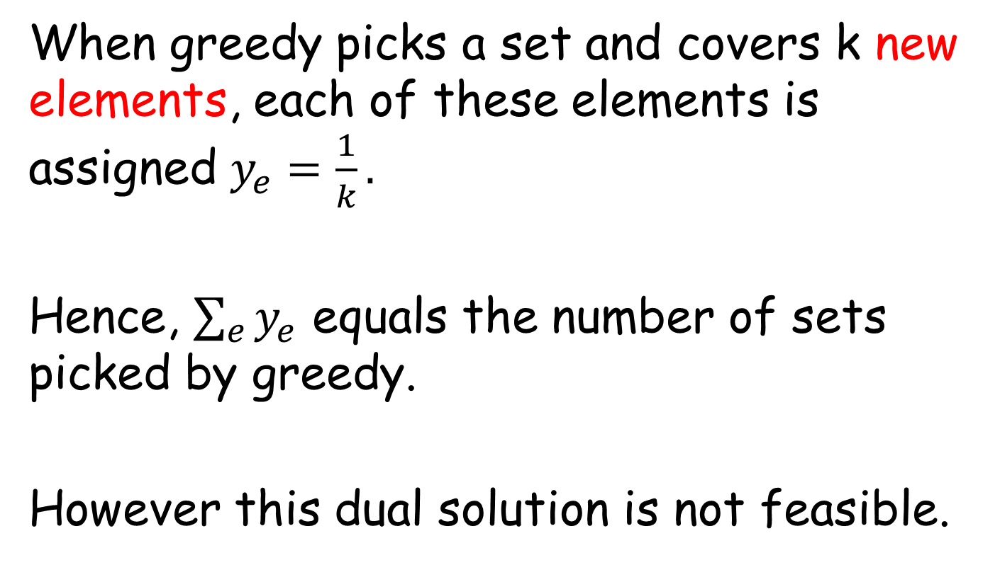 When greedy picks a set and covers k new
elements, each of these elements is
assigned $y_e = \frac{1}{k}$.
Hence, $\sum_e y_e$ equals the number of sets
picked by greedy.
However this dual solution is not feasible.